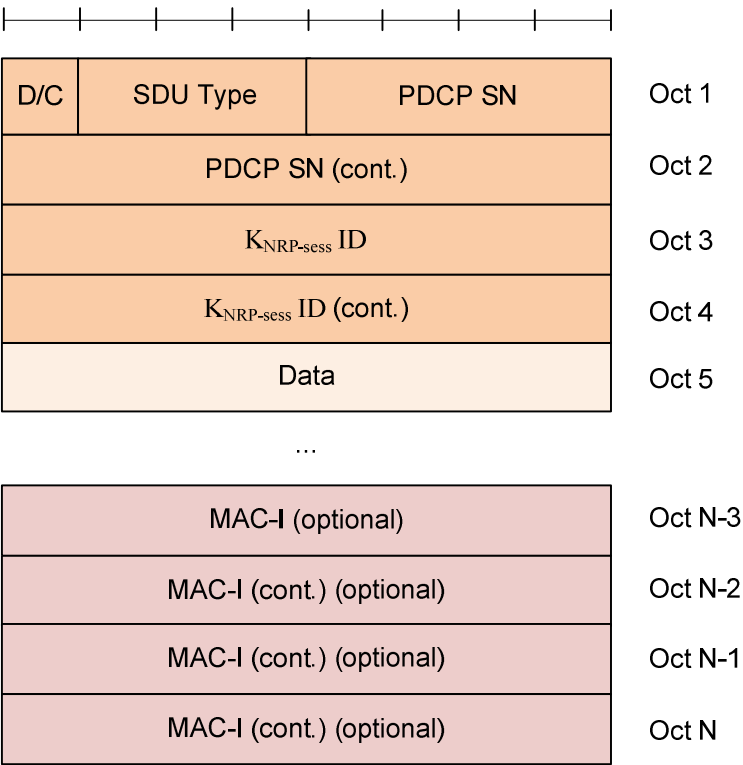 D/C SDU Type PDCP SN Oct 1
PDCP SN (cont.) Oct 2
KNRP-sess ID Oct 3
KNRP-sess ID (cont.) Oct 4
Data Oct 5
...
MAC-I (optional) Oct N-3
MAC-I (cont.) (optional) Oct N-2
MAC-I (cont.) (optional) Oct N-1
MAC-I (cont.) (optional) Oct N